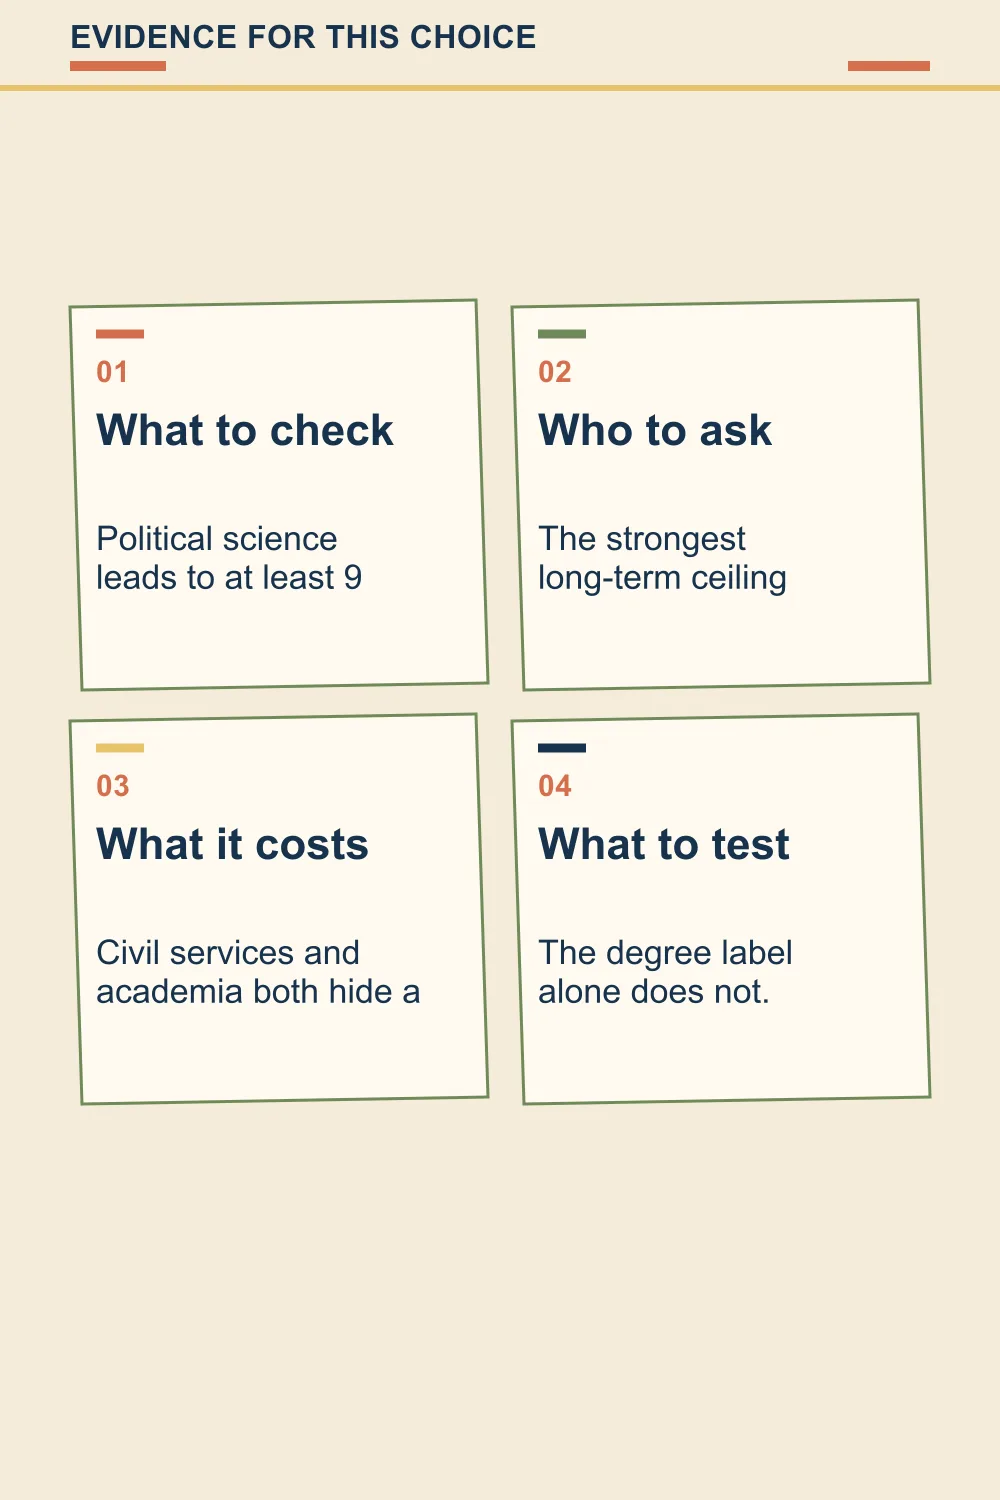 EVIDENCE FOR THIS CHOICE
01
What to check
Political science
leads to at least 9
02
Who to ask
The strongest
long-term ceiling
03
What it costs
Civil services and
academia both hide a
04
What to test
The degree label
alone does not.